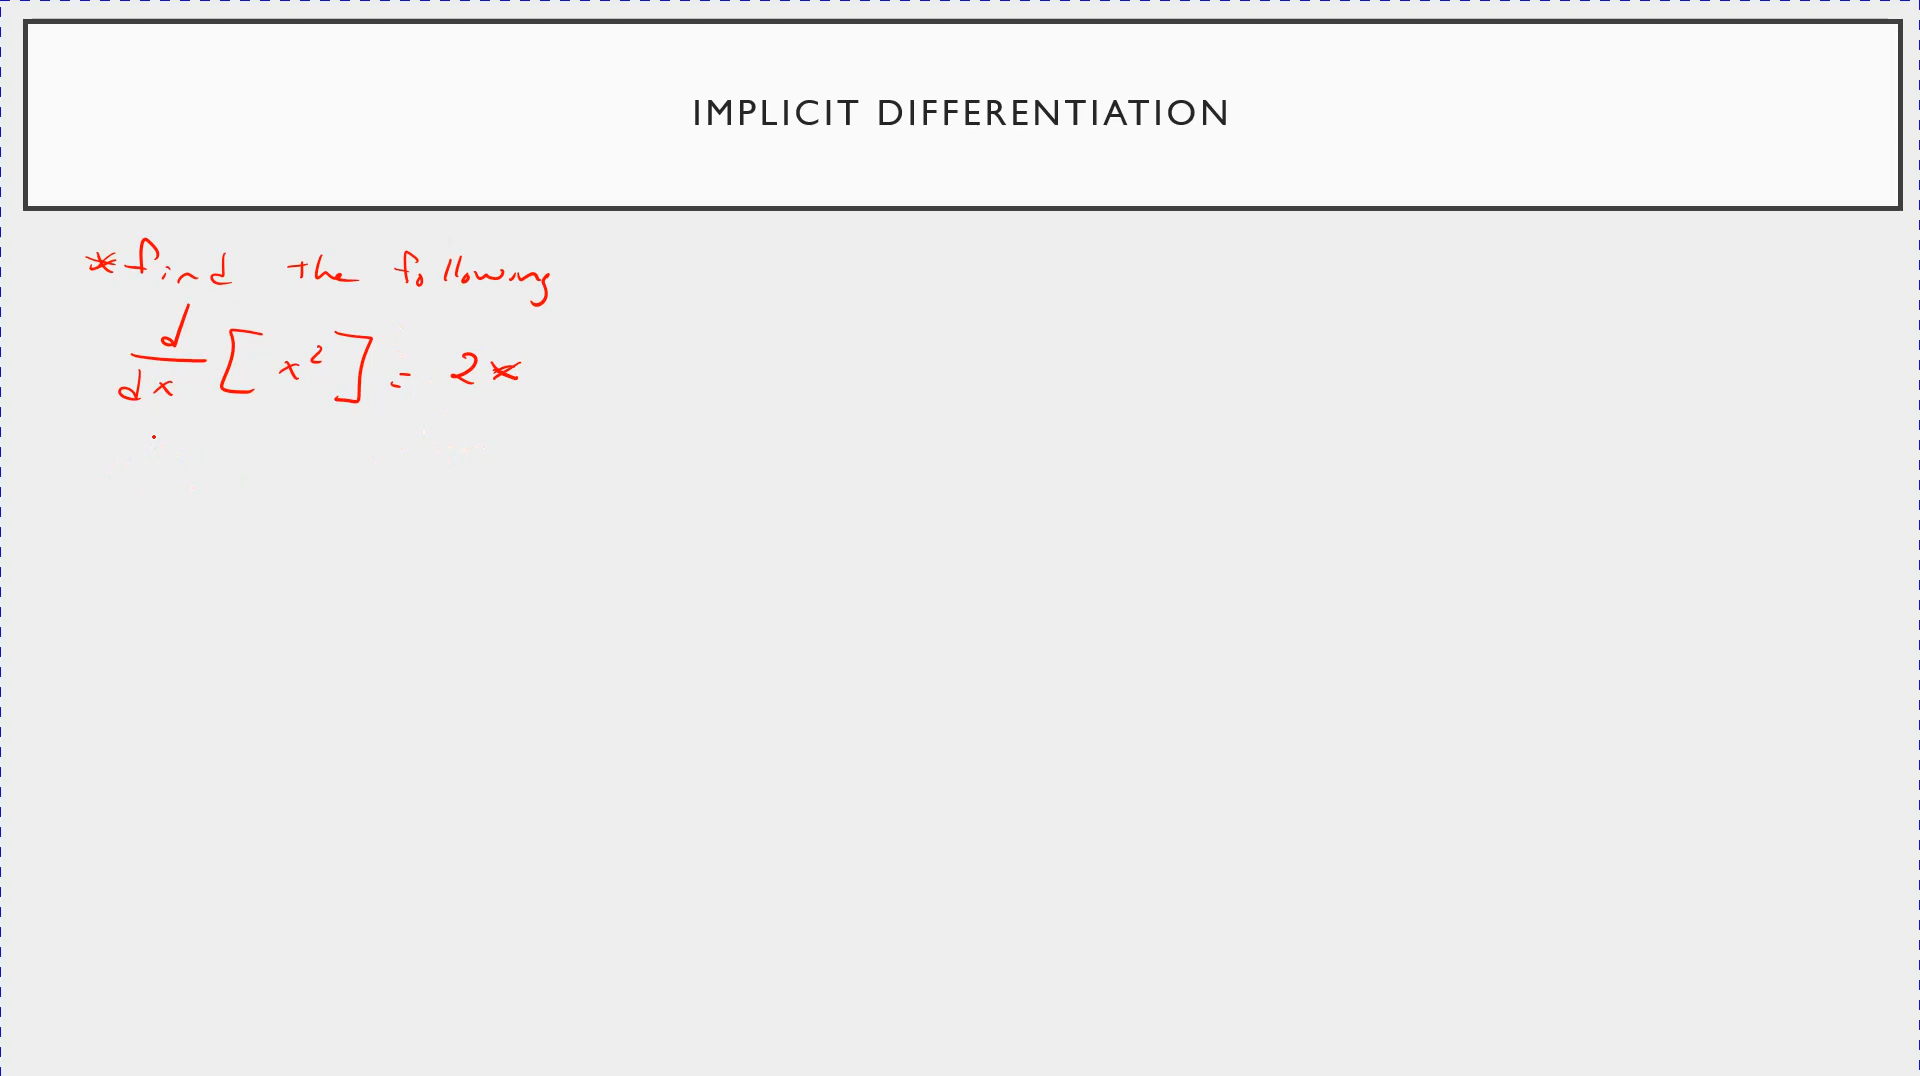 IMPLICIT DIFFERENTIATION
*find the following
d/dx [x²] = 2x